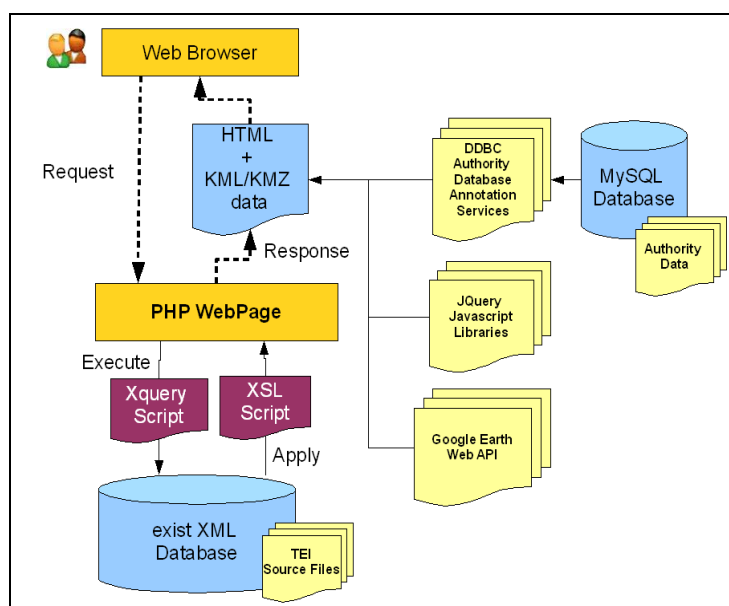 Web Browser
Request
HTML
+
KML/KMZ
data
Response
PHP WebPage
Execute
Xquery
Script
XSL
Script
Apply
exist XML
Database
TEI
Source Files
DDBC
Authority
Database
Annotation
Services
MySQL
Database
Authority
Data
JQuery
Javascript
Libraries
Google Earth
Web API